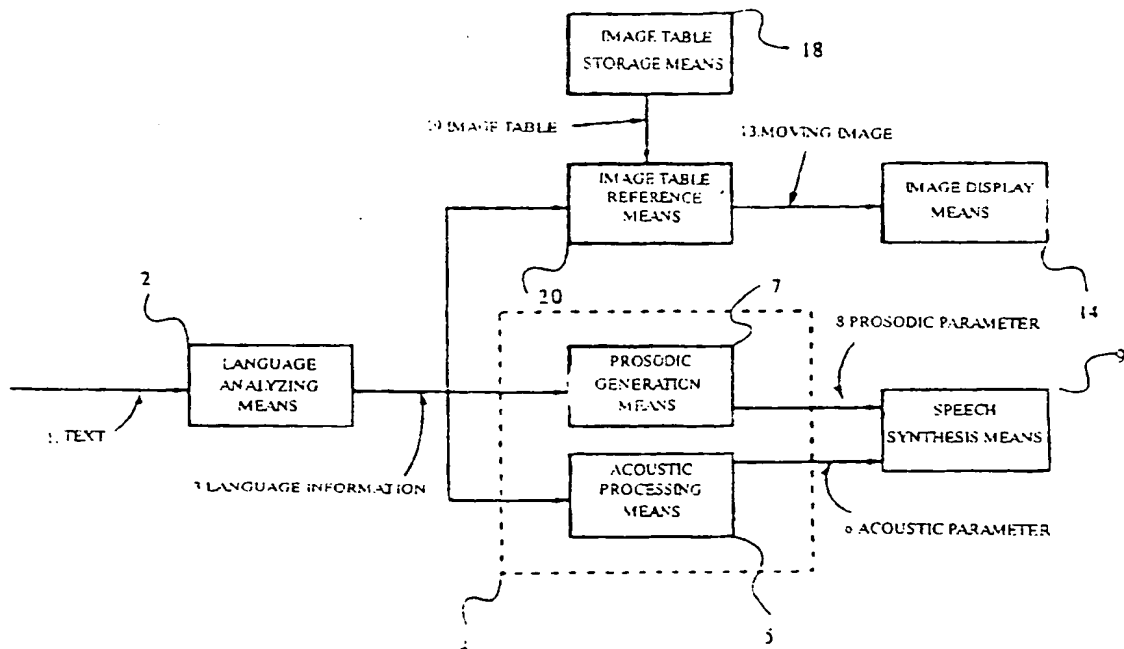 IMAGE TABLE
STORAGE MEANS
18
IMAGE TABLE
13.MOVING IMAGE
IMAGE TABLE
REFERENCE
MEANS
IMAGE DISPLAY
MEANS
20
14
2
7
8 PROSODIC PARAMETER
9
LANGUAGE
ANALYZING
MEANS
PROSODIC
GENERATION
MEANS
SPEECH
SYNTHESIS MEANS
1. TEXT
LANGUAGE INFORMATION
ACOUSTIC
PROCESSING
MEANS
ACOUSTIC PARAMETER
5